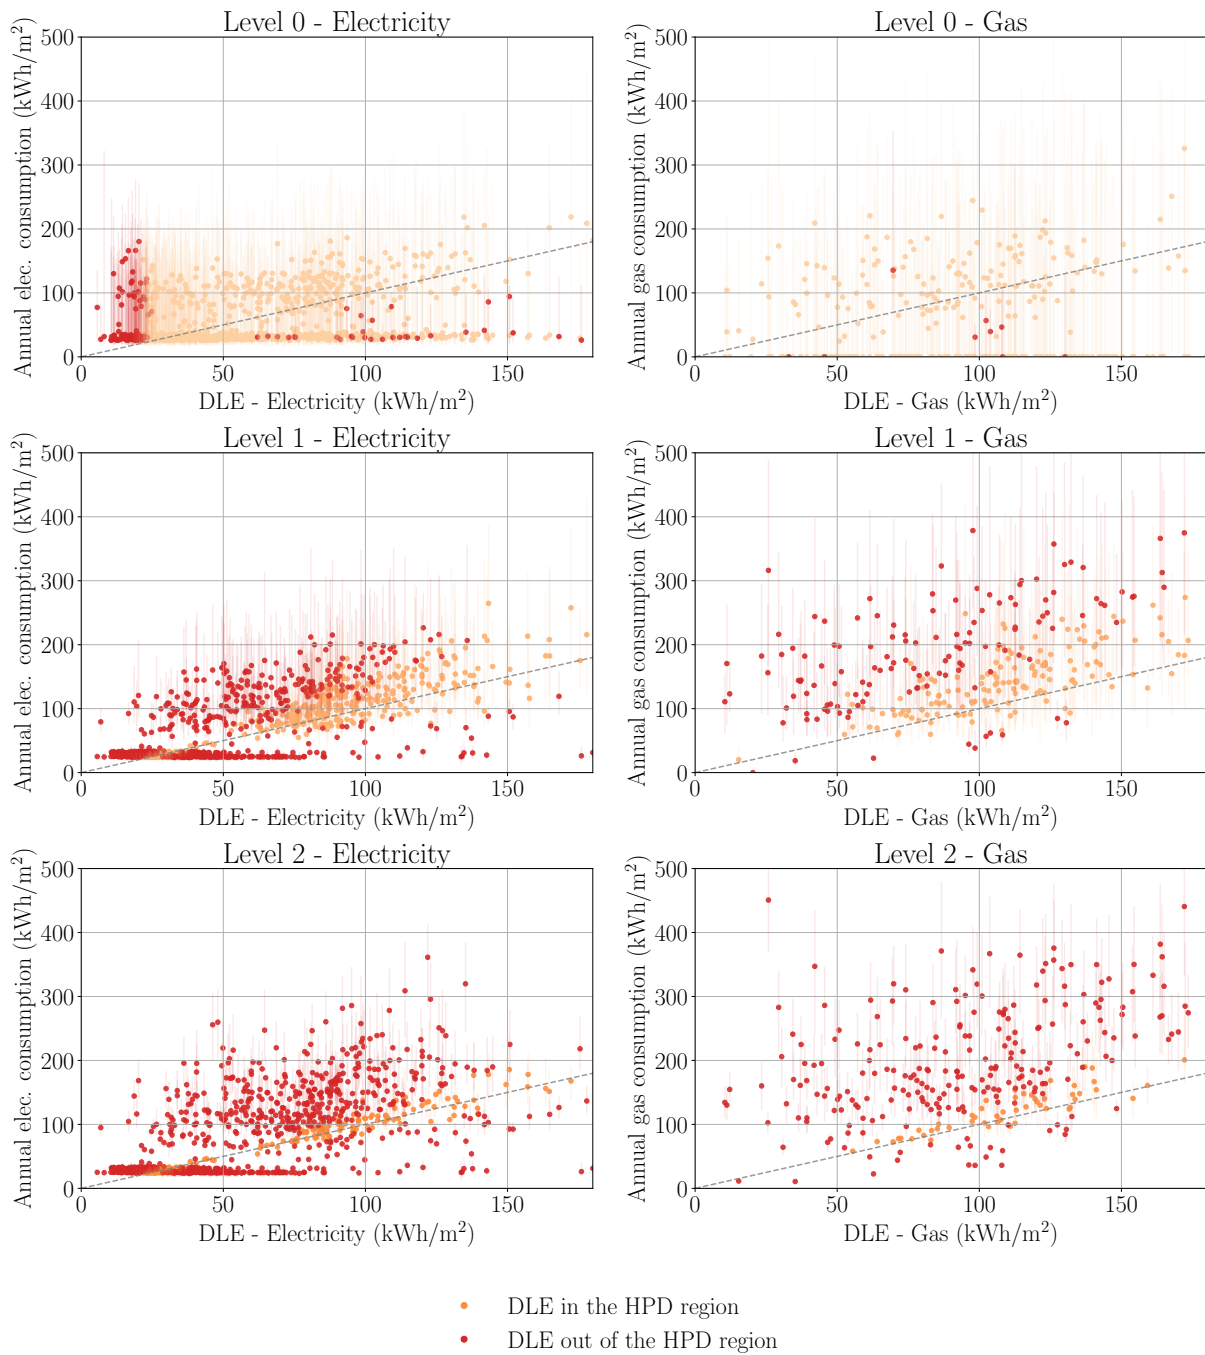 Level 0 - Electricity
Annual elec. consumption (kWh/m²)
500
400
300
200
100
0
0 50 100 150
DLE - Electricity (kWh/m²)
Level 0 - Gas
Annual gas consumption (kWh/m²)
500
400
300
200
100
0
0 50 100 150
DLE - Gas (kWh/m²)
Level 1 - Electricity
Annual elec. consumption (kWh/m²)
500
400
300
200
100
0
0 50 100 150
DLE - Electricity (kWh/m²)
Level 1 - Gas
Annual gas consumption (kWh/m²)
500
400
300
200
100
0
0 50 100 150
DLE - Gas (kWh/m²)
Level 2 - Electricity
Annual elec. consumption (kWh/m²)
500
400
300
200
100
0
0 50 100 150
DLE - Electricity (kWh/m²)
Level 2 - Gas
Annual gas consumption (kWh/m²)
500
400
300
200
100
0
0 50 100 150
DLE - Gas (kWh/m²)
DLE in the HPD region
DLE out of the HPD region